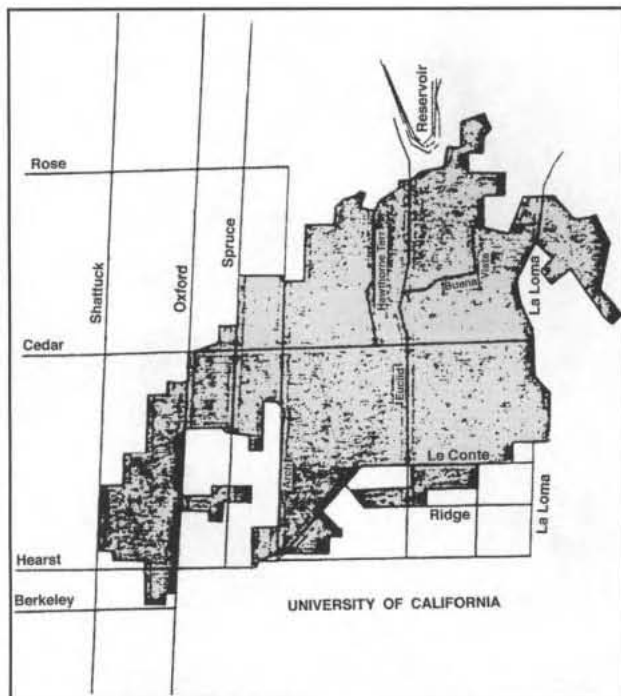 Reservoir
Rose
Spruce
Hawthorne Terr
Oxford
Shattuck
Buena Vista
La Loma
Cedar
Euclid
Le Conte
Arch
Ridge
La Loma
Hearst
Berkeley
UNIVERSITY OF CALIFORNIA